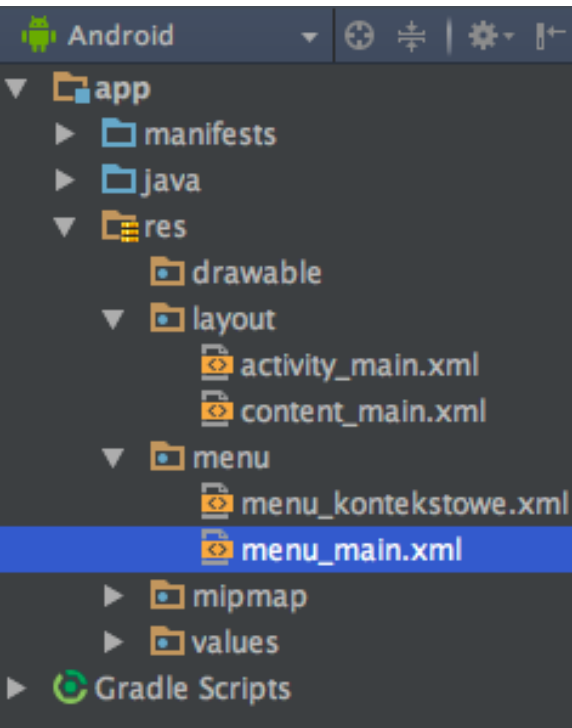 Android
app
manifests
java
res
drawable
layout
activity_main.xml
content_main.xml
menu
menu_kontekstowe.xml
menu_main.xml
mipmap
values
Gradle Scripts